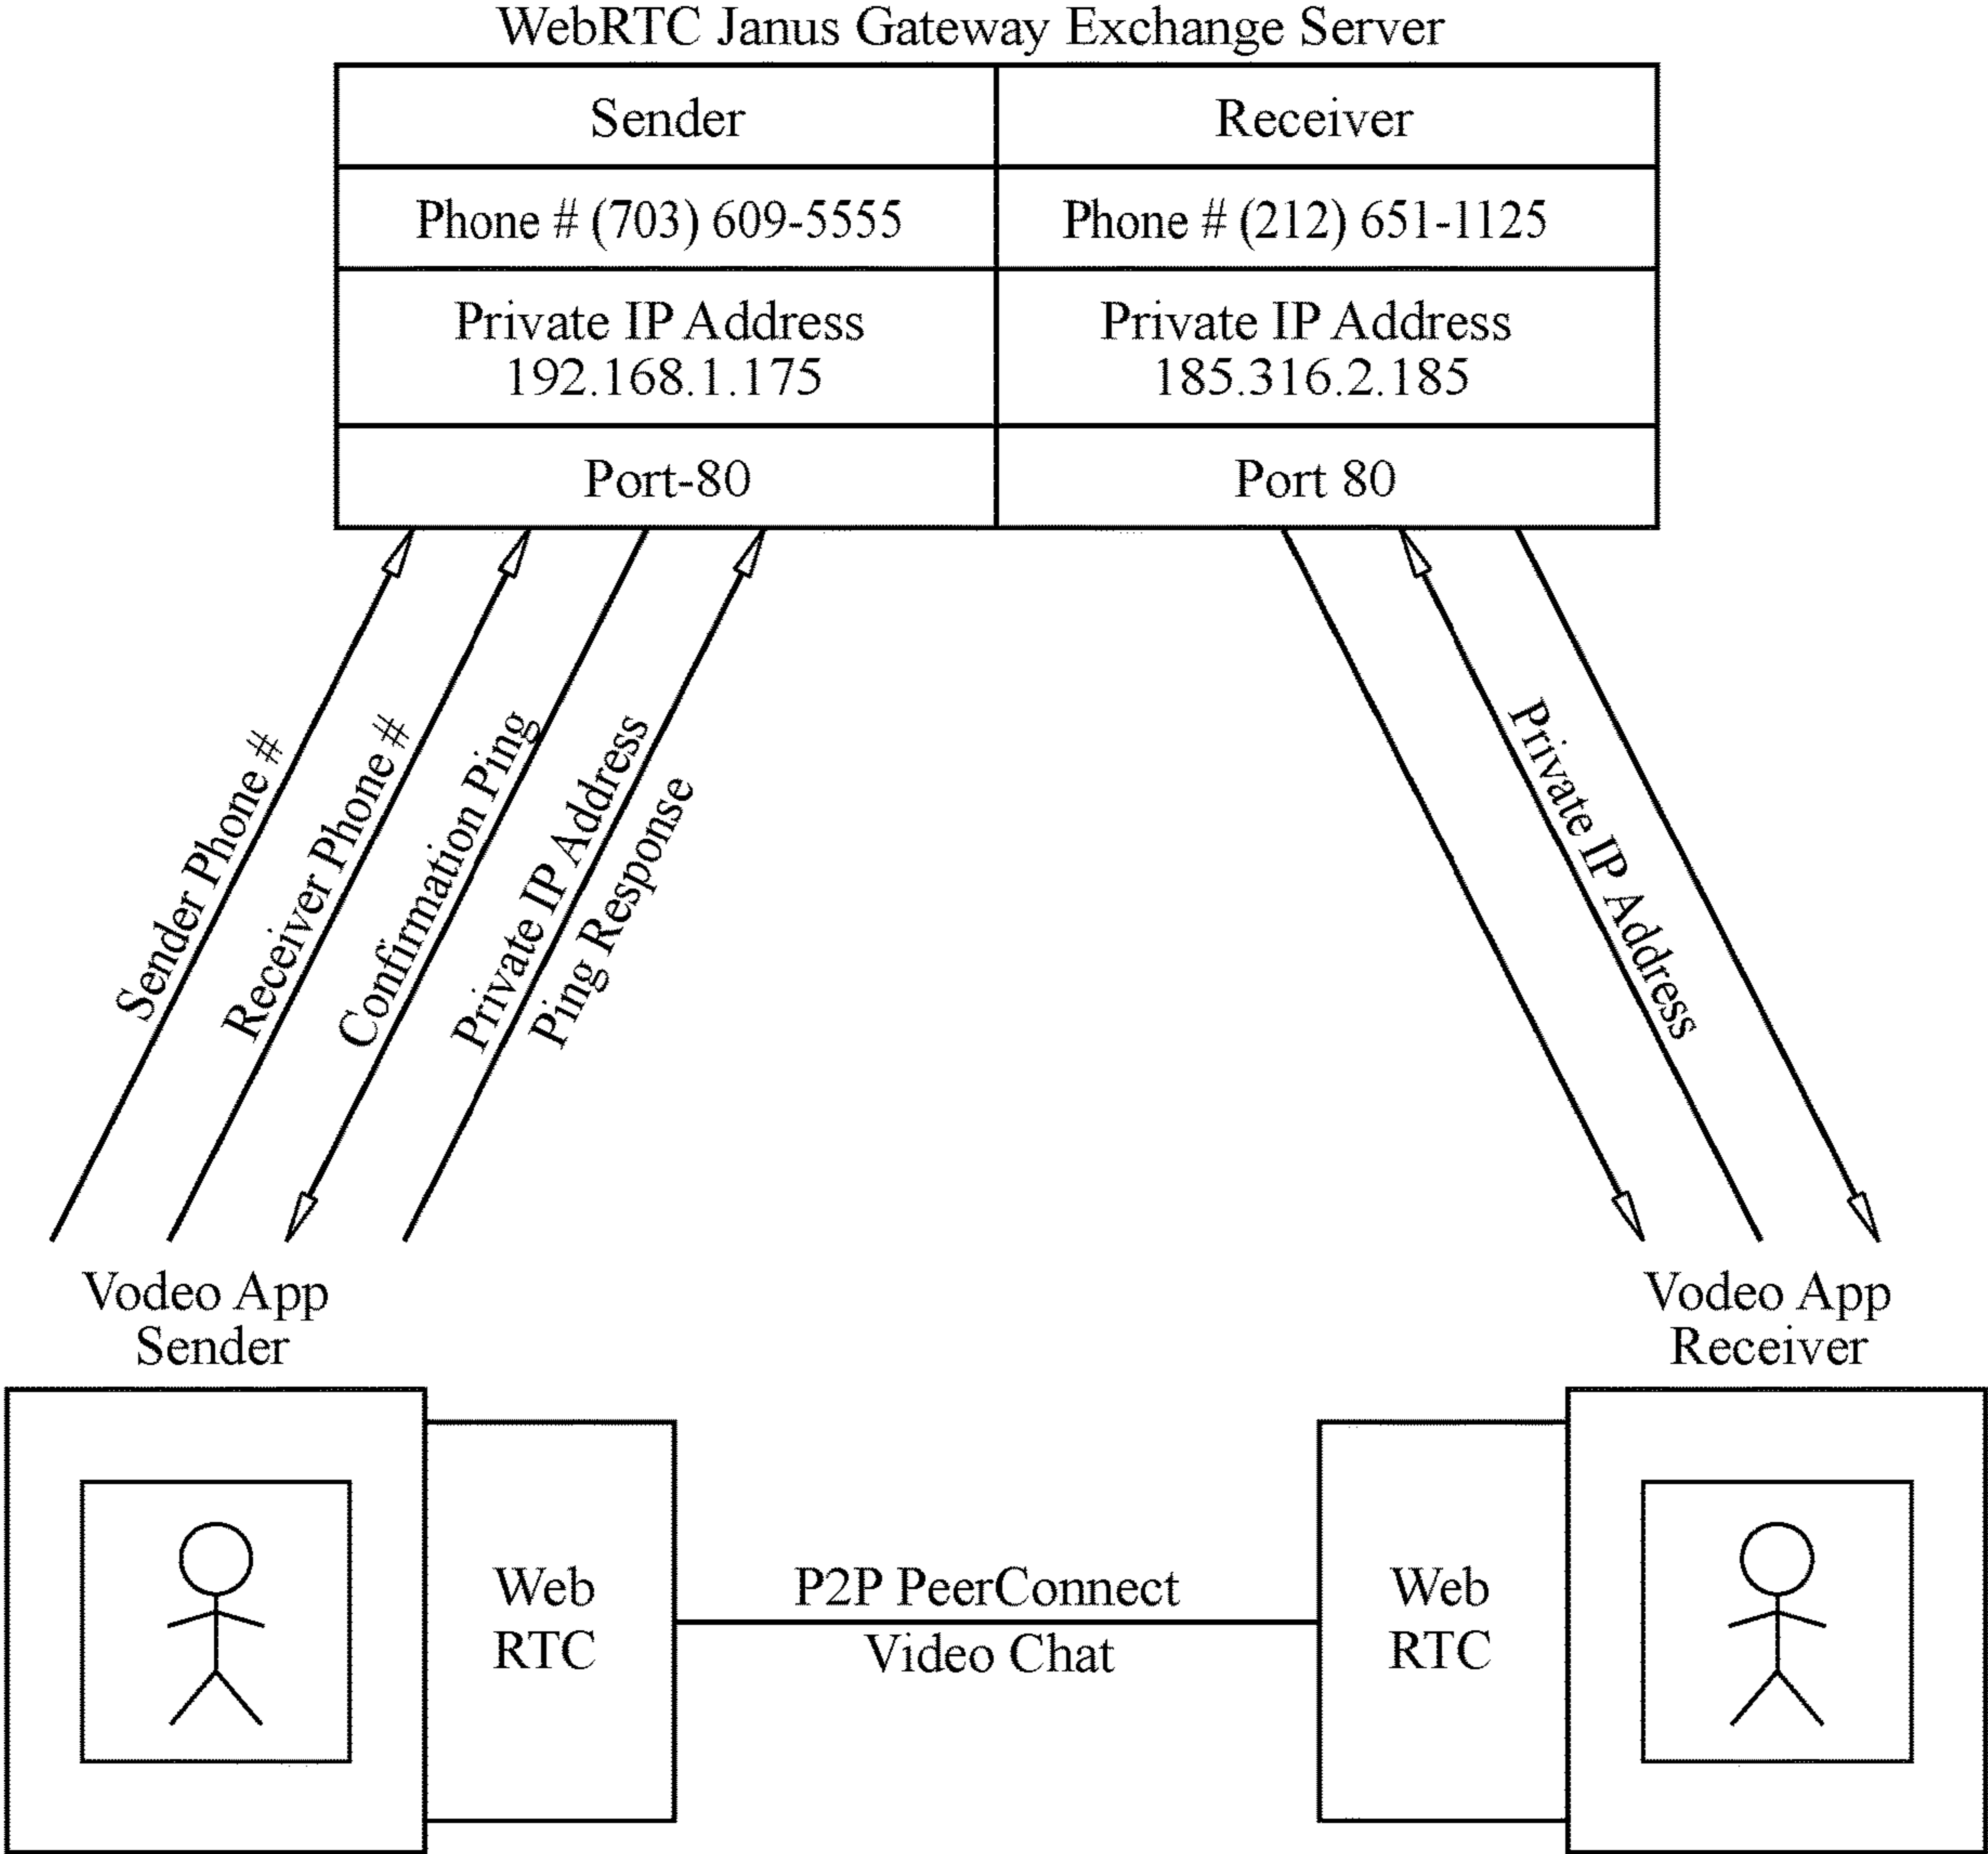 WebRTC Janus Gateway Exchange Server
Sender
Receiver
Phone # (703) 609-5555
Phone # (212) 651-1125
Private IP Address
192.168.1.175
Private IP Address
185.316.2.185
Port-80
Port 80
Sender Phone #
Receiver Phone #
Confirmation Ping
Private IP Address
Ping Response
Private IP Address
Vodeo App
Sender
Vodeo App
Receiver
Web
RTC
P2P PeerConnect
Video Chat
Web
RTC